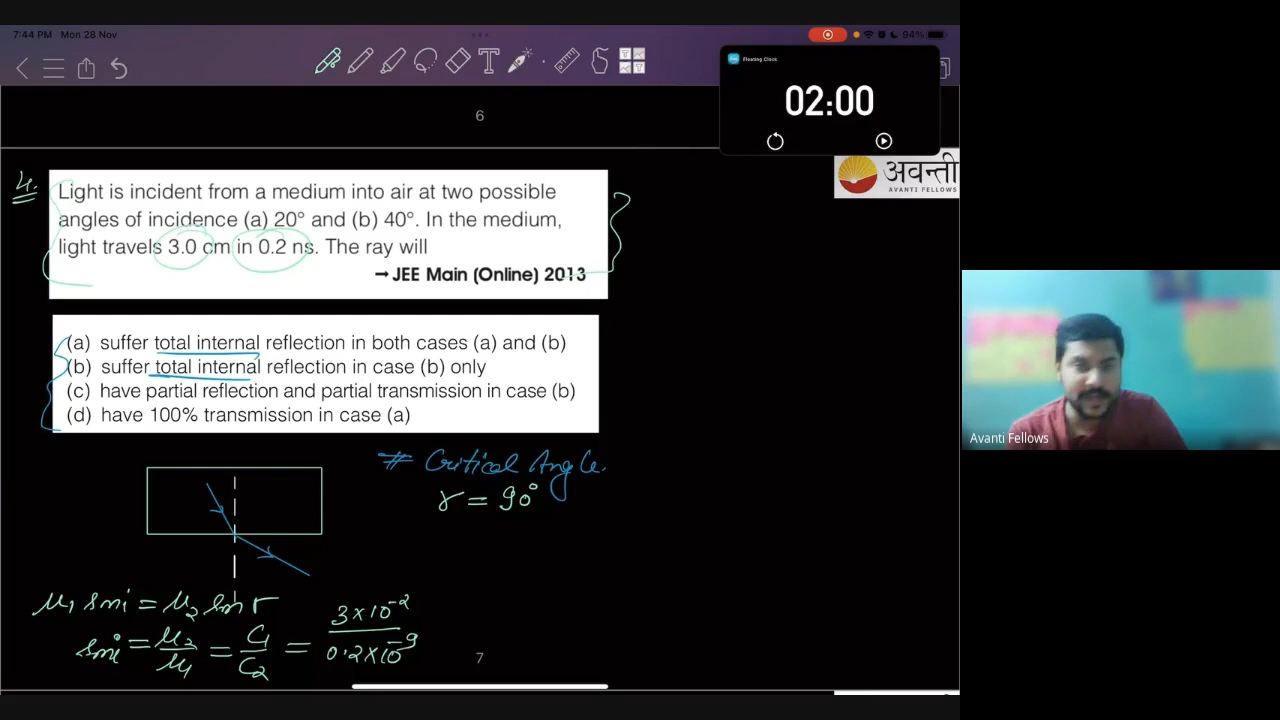 7:44 PM Mon 28 Nov
94%
Floating Clock
02:00
6
अवन्ती
AVANTI FELLOWS
4.
Light is incident from a medium into air at two possible
angles of incidence (a) 20° and (b) 40°. In the medium,
light travels 3.0 cm in 0.2 ns. The ray will
→ JEE Main (Online) 2013
(a) suffer total internal reflection in both cases (a) and (b)
(b) suffer total internal reflection in case (b) only
(c) have partial reflection and partial transmission in case (b)
(d) have 100% transmission in case (a)
# Critical Angle.
r = 90°
μ₁ sin i = μ₂ sin r
sin i = μ₂/μ₁ = C₁/C₂ = 3×10⁻²/0.2×10⁻⁹
7
Avanti Fellows